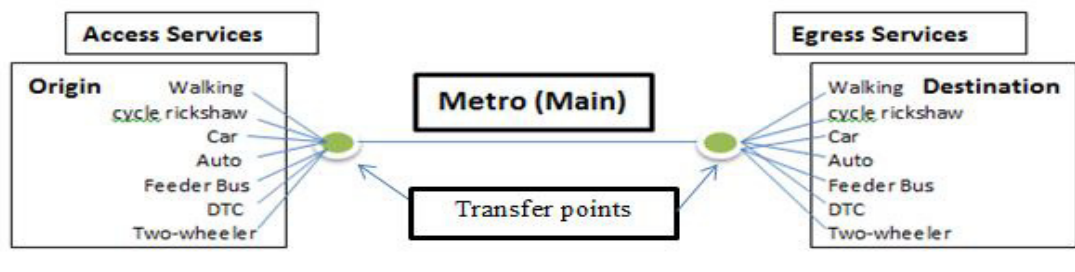 Access Services
Egress Services
Origin
Walking
cycle rickshaw
Car
Auto
Feeder Bus
DTC
Two-wheeler
Metro (Main)
Transfer points
Walking
Destination
cycle rickshaw
Car
Auto
Feeder Bus
DTC
Two-wheeler